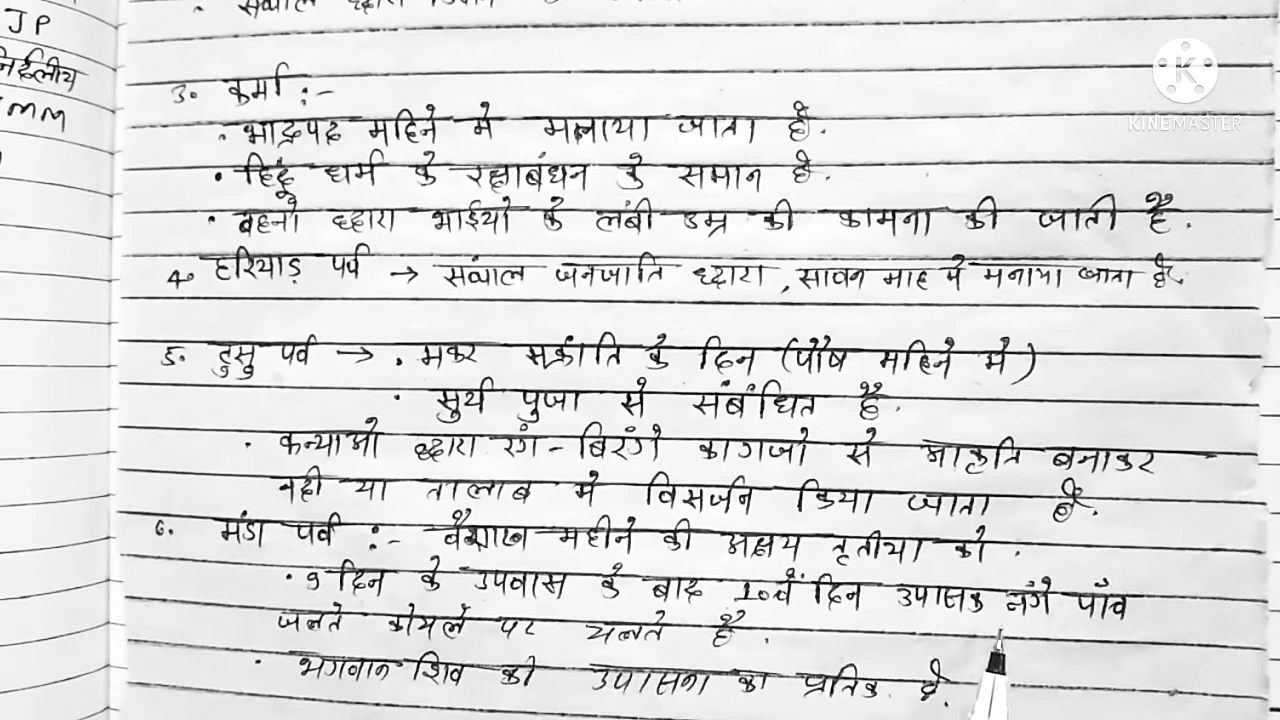 JP
MM
• संथाल द्धारा
3. कर्मा :-
• भाद्रपद महिने मे मनाया जाता है.
• हिंदू धर्म के रक्षाबंधन के समान है.
• बहनो द्धारा भाईयो के लंबी उम्र की कामना की जाती है.
4. हरियाड़ पर्व → संथाल जनजाति द्धारा, सावन माह मे मनाया जाता है.
5. टुसु पर्व → • मकर सक्रांति के दिन (पौष महिने मे)
• सुर्य पुजा से संबंधित है.
• कन्याओ द्धारा रंग-बिरंगे कागजो से आकृति बनाकर
नदी या तालाब मे विसर्जन किया जाता है.
6. मंडा पर्व :- वैशाख महीने की अक्षय तृतीया को.
• 9 दिन के उपवास के बाद 10वें दिन उपासक नंगे पाँव
जलते कोयले पर चलते है.
• भगवान शिव की उपासना का प्रतिक है.
KINEMASTER